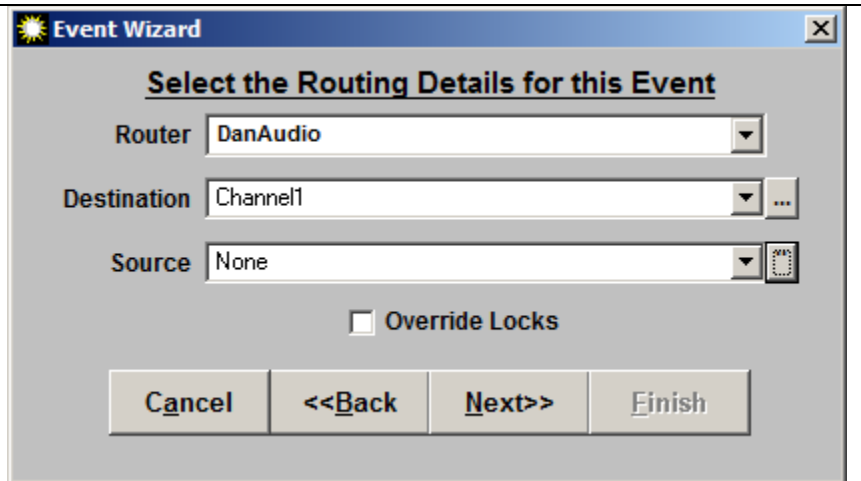 Event Wizard
Select the Routing Details for this Event
Router DanAudio
Destination Channel1 ...
Source None
Override Locks
Cancel <<Back Next>> Finish